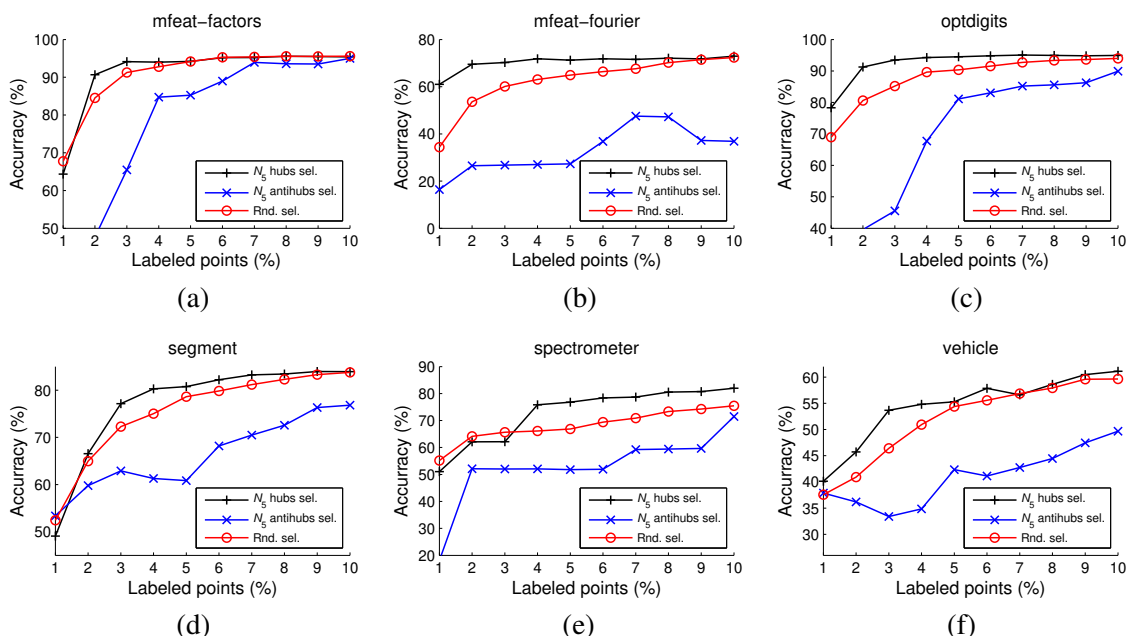 mfeat−factors
Accurracy (%)
100
90
80
70
60
50
N5 hubs sel.
N5 antihubs sel.
Rnd. sel.
1 2 3 4 5 6 7 8 9 10
Labeled points (%)
(a)
mfeat−fourier
Accurracy (%)
80
60
40
20
0
N5 hubs sel.
N5 antihubs sel.
Rnd. sel.
1 2 3 4 5 6 7 8 9 10
Labeled points (%)
(b)
optdigits
Accurracy (%)
100
90
80
70
60
50
40
N5 hubs sel.
N5 antihubs sel.
Rnd. sel.
1 2 3 4 5 6 7 8 9 10
Labeled points (%)
(c)
segment
Accurracy (%)
80
70
60
50
N5 hubs sel.
N5 antihubs sel.
Rnd. sel.
1 2 3 4 5 6 7 8 9 10
Labeled points (%)
(d)
spectrometer
Accurracy (%)
90
80
70
60
50
40
30
20
N5 hubs sel.
N5 antihubs sel.
Rnd. sel.
1 2 3 4 5 6 7 8 9 10
Labeled points (%)
(e)
vehicle
Accurracy (%)
60
55
50
45
40
35
30
N5 hubs sel.
N5 antihubs sel.
Rnd. sel.
1 2 3 4 5 6 7 8 9 10
Labeled points (%)
(f)